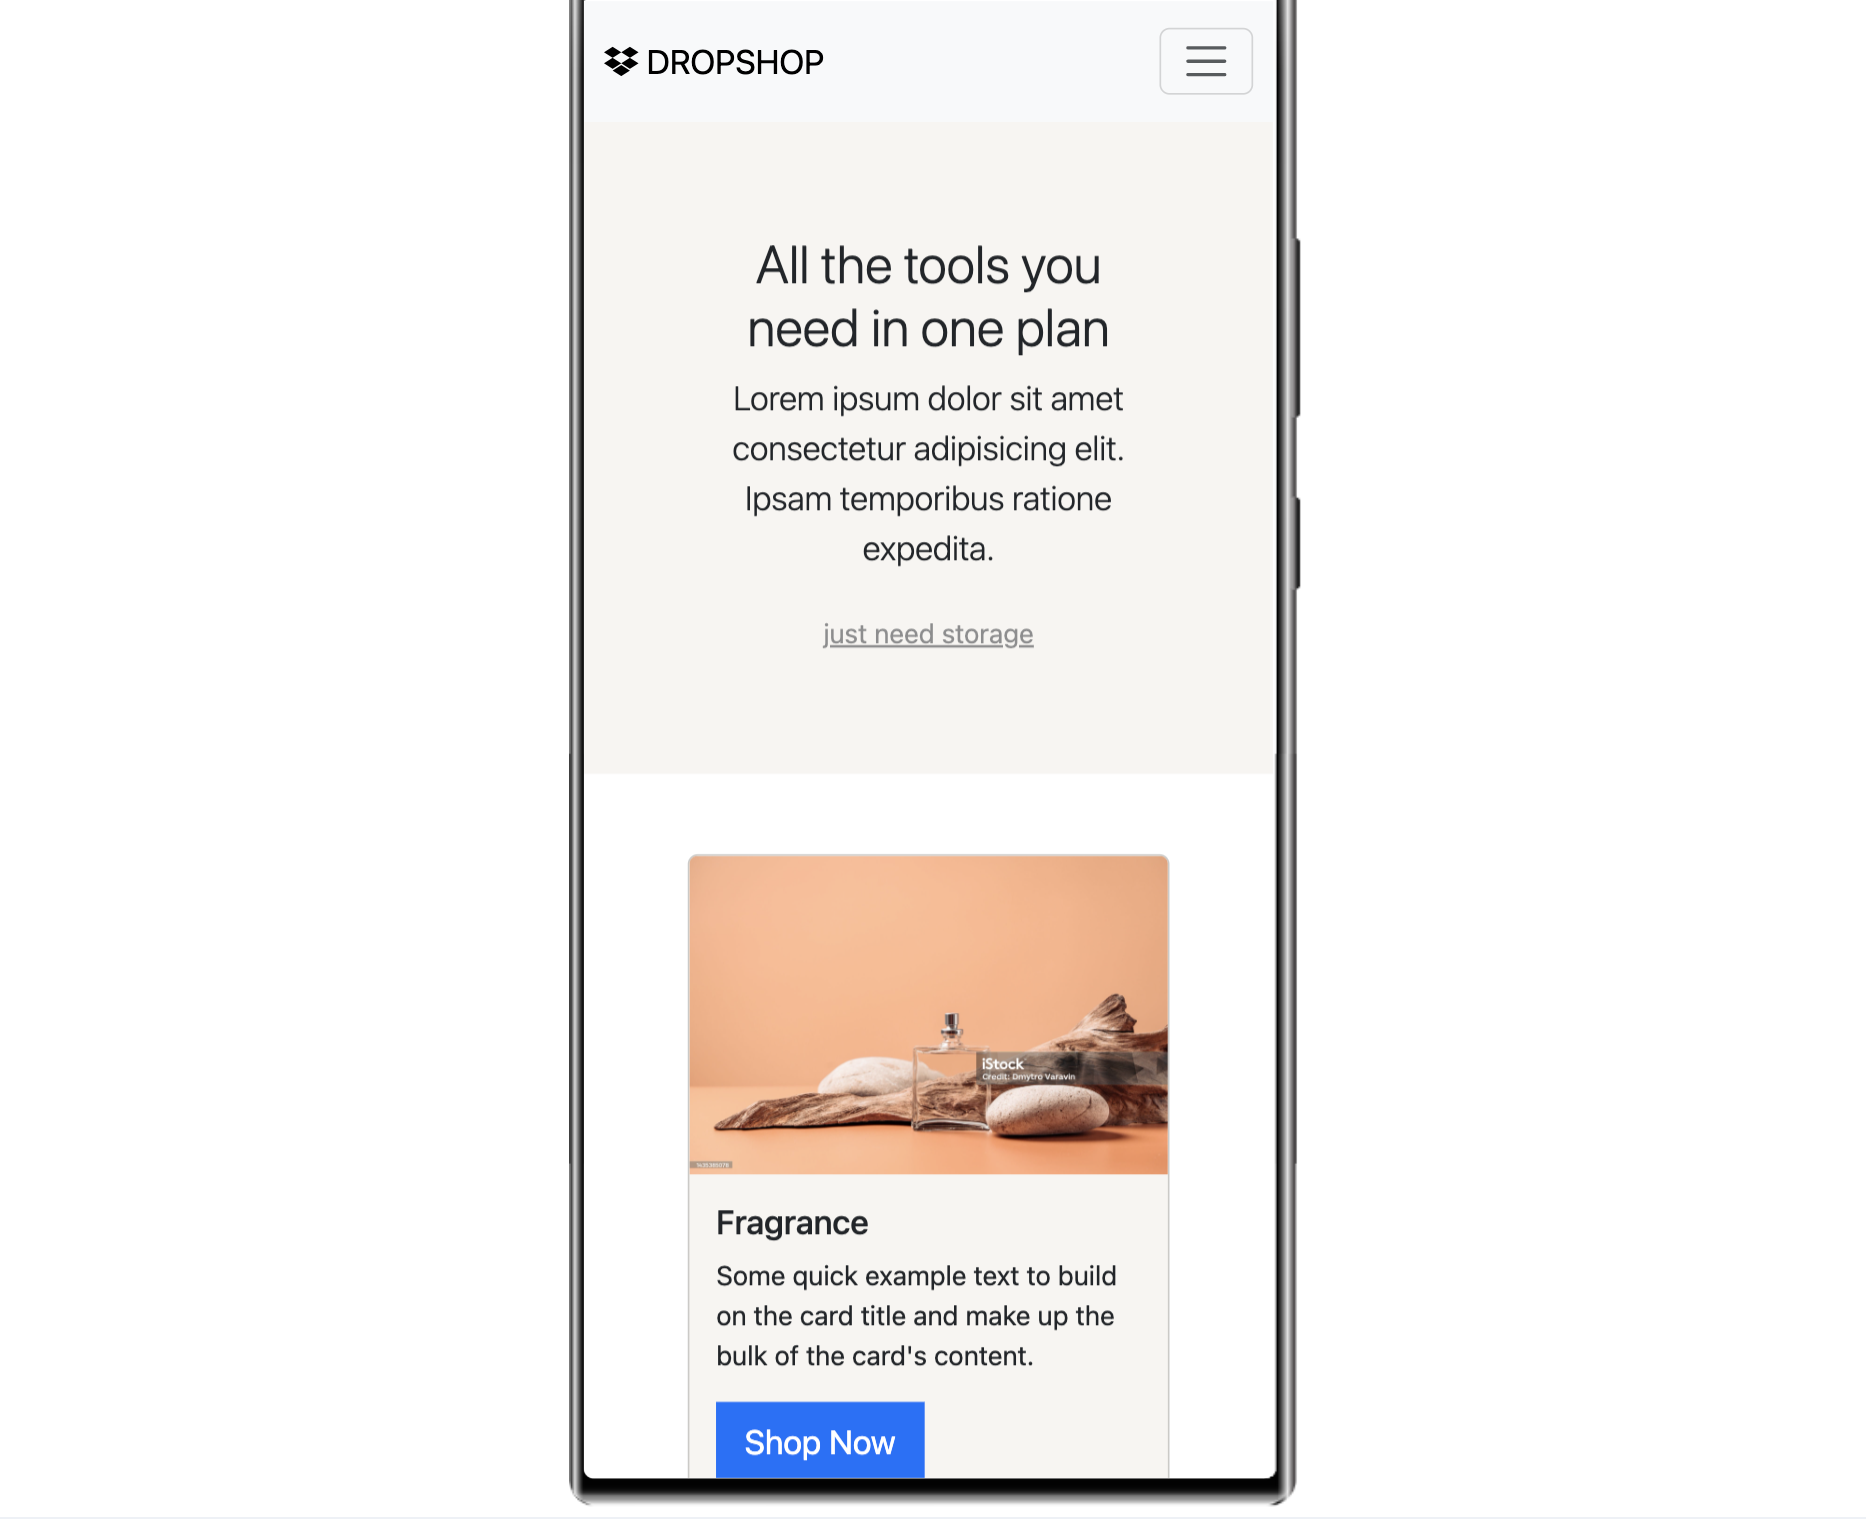 DROPSHOP
All the tools you
need in one plan
Lorem ipsum dolor sit amet
consectetur adipisicing elit.
Ipsam temporibus ratione
expedita.
just need storage
iStock
Credit: Dmytro Varavin
Fragrance
Some quick example text to build
on the card title and make up the
bulk of the card's content.
Shop Now